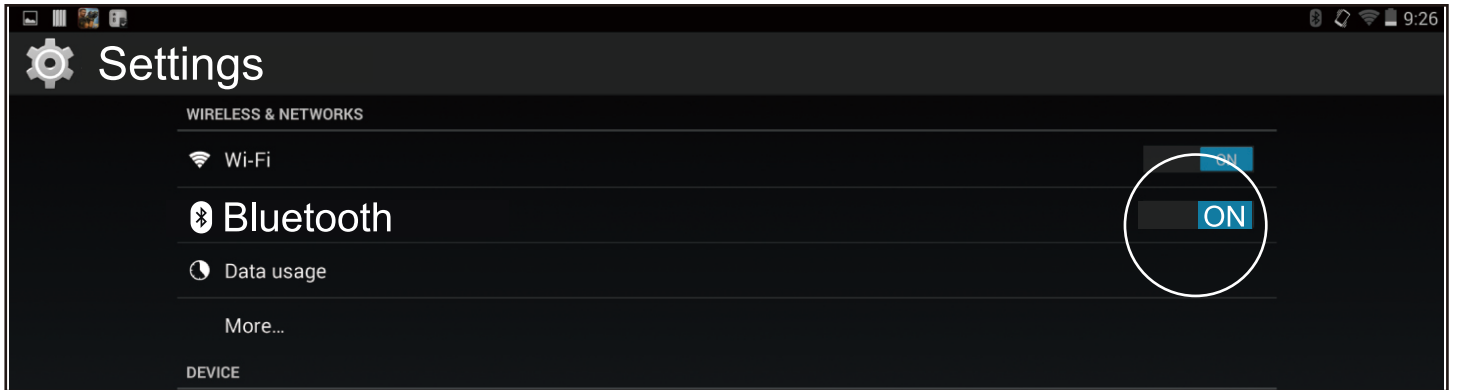 9:26
Settings
WIRELESS & NETWORKS
Wi-Fi ON
Bluetooth ON
Data usage
More...
DEVICE